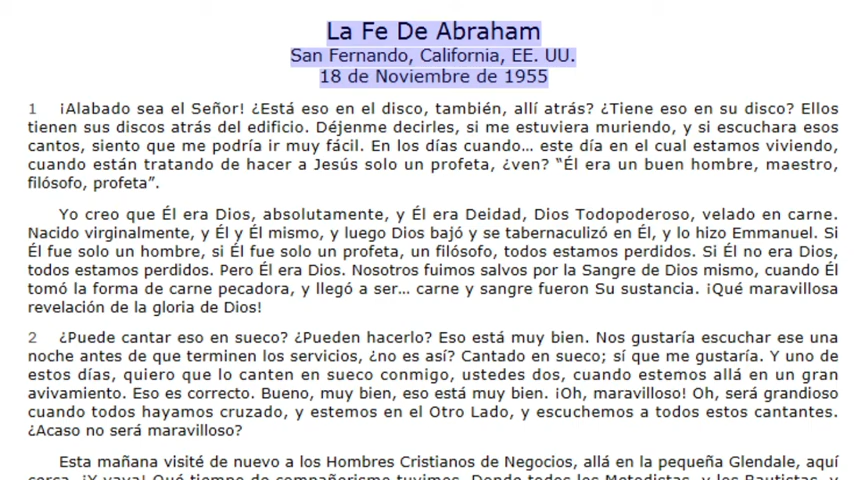 La Fe De Abraham
San Fernando, California, EE. UU.
18 de Noviembre de 1955
1 ¡Alabado sea el Señor! ¿Está eso en el disco, también, allí atrás? ¿Tiene eso en su disco? Ellos
tienen sus discos atrás del edificio. Déjenme decirles, si me estuviera muriendo, y si escuchara esos
cantos, siento que me podría ir muy fácil. En los días cuando… este día en el cual estamos viviendo,
cuando están tratando de hacer a Jesús solo un profeta, ¿ven? “Él era un buen hombre, maestro,
filósofo, profeta”.
Yo creo que Él era Dios, absolutamente, y Él era Deidad, Dios Todopoderoso, velado en carne.
Nacido virginalmente, y Él y Él mismo, y luego Dios bajó y se tabernaculizó en Él, y lo hizo Emmanuel. Si
Él fue solo un hombre, si Él fue solo un profeta, un filósofo, todos estamos perdidos. Si Él no era Dios,
todos estamos perdidos. Pero Él era Dios. Nosotros fuimos salvos por la Sangre de Dios mismo, cuando Él
tomó la forma de carne pecadora, y llegó a ser… carne y sangre fueron Su sustancia. ¡Qué maravillosa
revelación de la gloria de Dios!
2 ¿Puede cantar eso en sueco? ¿Pueden hacerlo? Eso está muy bien. Nos gustaría escuchar ese una
noche antes de que terminen los servicios, ¿no es así? Cantado en sueco; sí que me gustaría. Y uno de
estos días, quiero que lo canten en sueco conmigo, ustedes dos, cuando estemos allá en un gran
avivamiento. Eso es correcto. Bueno, muy bien, eso está muy bien. ¡Oh, maravilloso! Oh, será grandioso
cuando todos hayamos cruzado, y estemos en el Otro Lado, y escuchemos a todos estos cantantes.
¿Acaso no será maravilloso?
Esta mañana visité de nuevo a los Hombres Cristianos de Negocios, allá en la pequeña Glendale, aquí
cerca. ¡Y vaya! Qué tiempo de compañerismo tuvimos. Donde todos los Metodistas, y los Bautistas, y